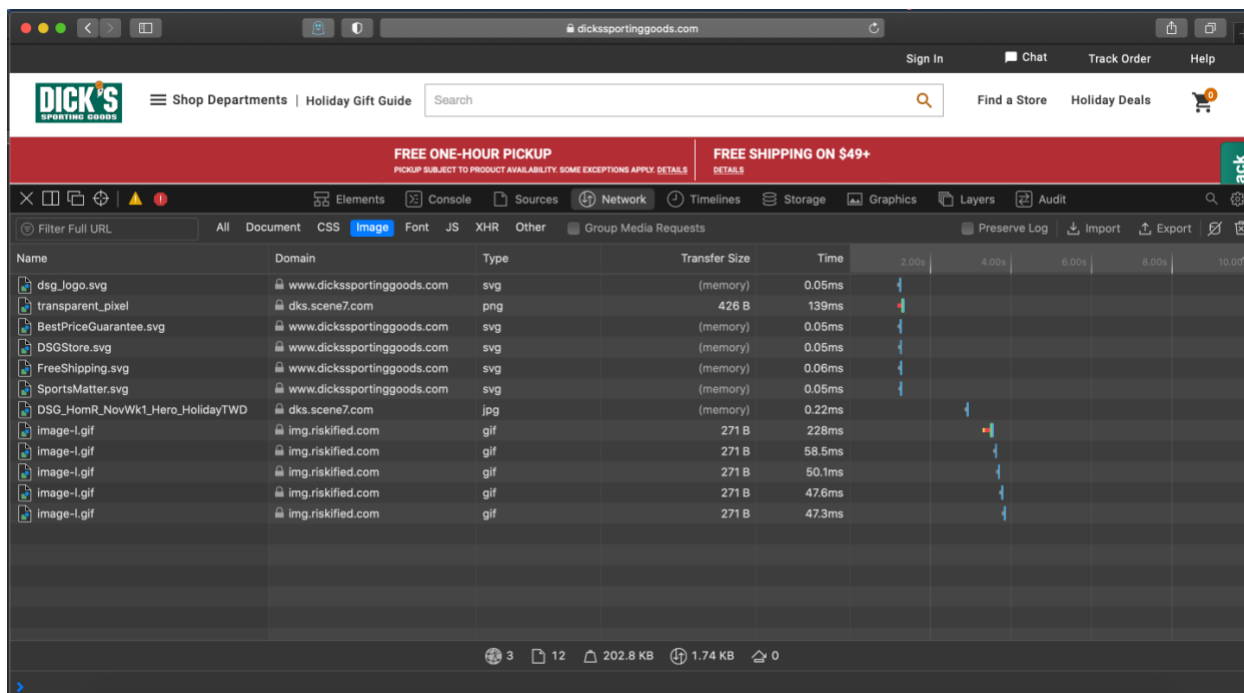 dickssportinggoods.com
Sign In Chat Track Order Help
DICK'S SPORTING GOODS
Shop Departments | Holiday Gift Guide Search Find a Store Holiday Deals 0
FREE ONE-HOUR PICKUP FREE SHIPPING ON $49+
PICKUP SUBJECT TO PRODUCT AVAILABILITY. SOME EXCEPTIONS APPLY. DETAILS DETAILS
ack
Elements Console Sources Network Timelines Storage Graphics Layers Audit
Filter Full URL All Document CSS Image Font JS XHR Other Group Media Requests Preserve Log Import Export
Name Domain Type Transfer Size Time 2.00s 4.00s 6.00s 8.00s 10.00
dsg_logo.svg www.dickssportinggoods.com svg (memory) 0.05ms
transparent_pixel dks.scene7.com png 426 B 139ms
BestPriceGuarantee.svg www.dickssportinggoods.com svg (memory) 0.05ms
DSGStore.svg www.dickssportinggoods.com svg (memory) 0.05ms
FreeShipping.svg www.dickssportinggoods.com svg (memory) 0.06ms
SportsMatter.svg www.dickssportinggoods.com svg (memory) 0.05ms
DSG_HomR_NovWk1_Hero_HolidayTWD dks.scene7.com jpg (memory) 0.22ms
image-l.gif img.riskified.com gif 271 B 228ms
image-l.gif img.riskified.com gif 271 B 58.5ms
image-l.gif img.riskified.com gif 271 B 50.1ms
image-l.gif img.riskified.com gif 271 B 47.6ms
image-l.gif img.riskified.com gif 271 B 47.3ms
3 12 202.8 KB 1.74 KB 0